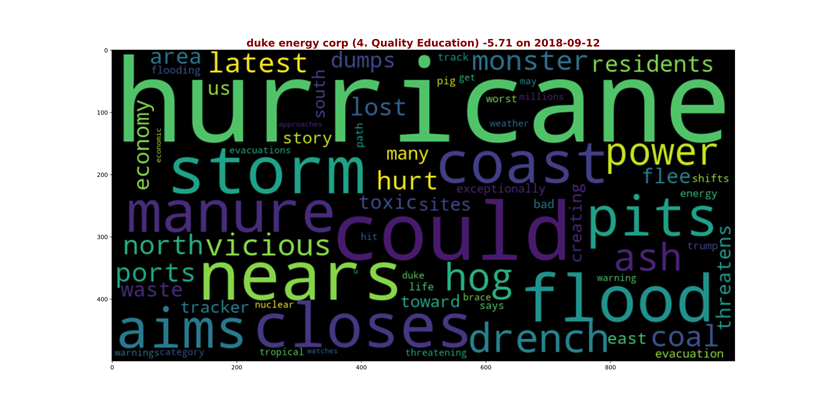 duke energy corp (4. Quality Education) -5.71 on 2018-09-12
0
100
200
300
400
0 200 400 600 800
area latest dumps track monster residents
flooding
us south pig get
hurricane
worst may millions
lost
weather
approaches
economy economic
story path
evacuations
storm many coast power
hurt exceptionally flee shifts
energy
manure toxic sites creating bad pits
could
north vicious hit ash trump
threatens
ports nears duke hog warning
waste life flood
tracker nuclear toward brace
says
aims closes drench east coal
warnings category tropical watches threatening evacuation